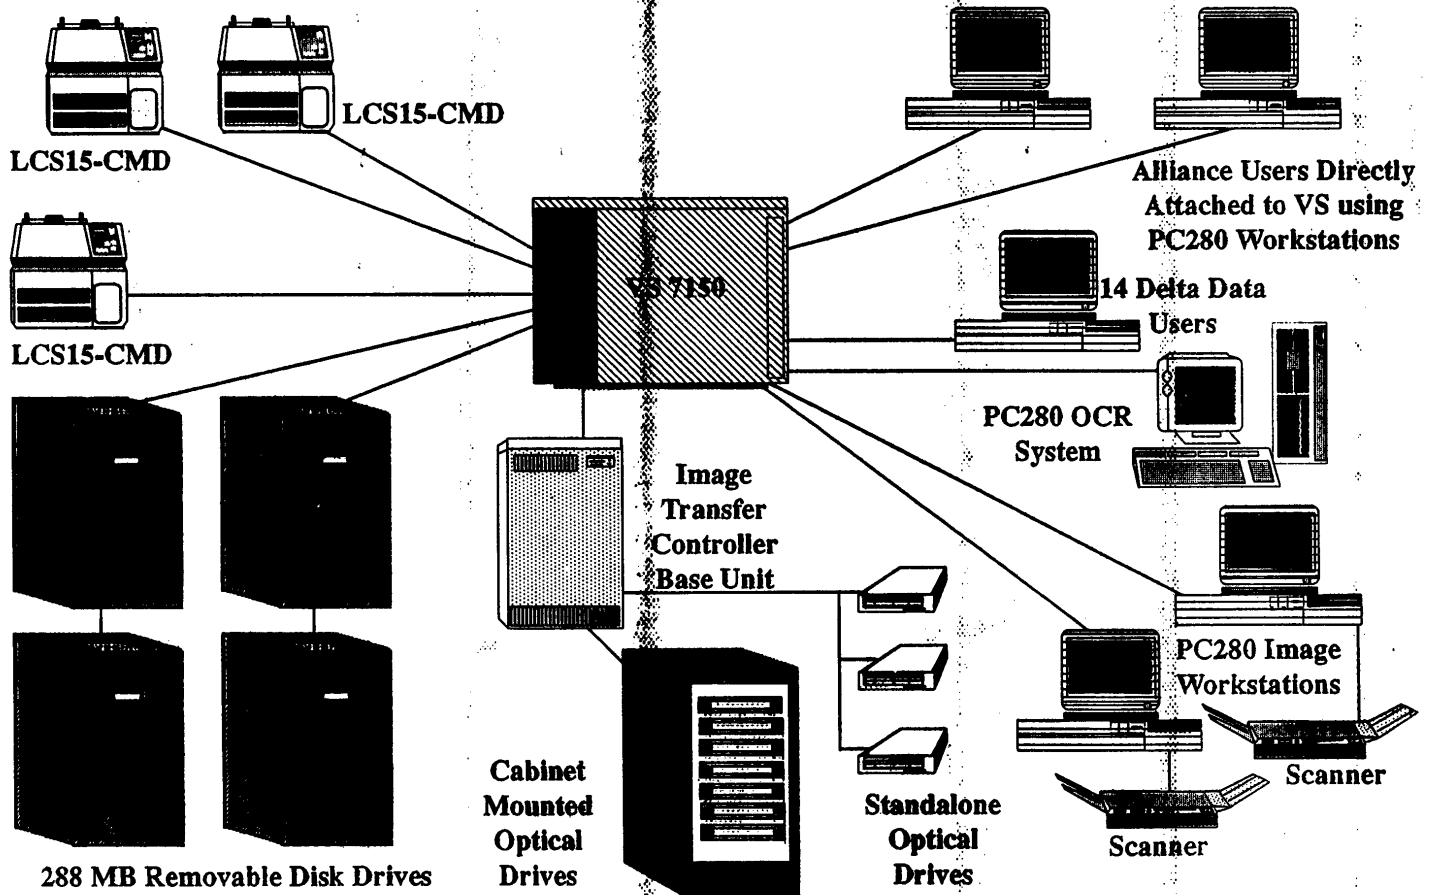 LCS15-CMD
LCS15-CMD
Alliance Users Directly
Attached to VS using
PC280 Workstations
VS 7150
14 Delta Data
Users
LCS15-CMD
PC280 OCR
System
Image
Transfer
Controller
Base Unit
PC280 Image
Workstations
Scanner
Scanner
Cabinet
Mounted
Optical
Drives
Standalone
Optical
Drives
288 MB Removable Disk Drives